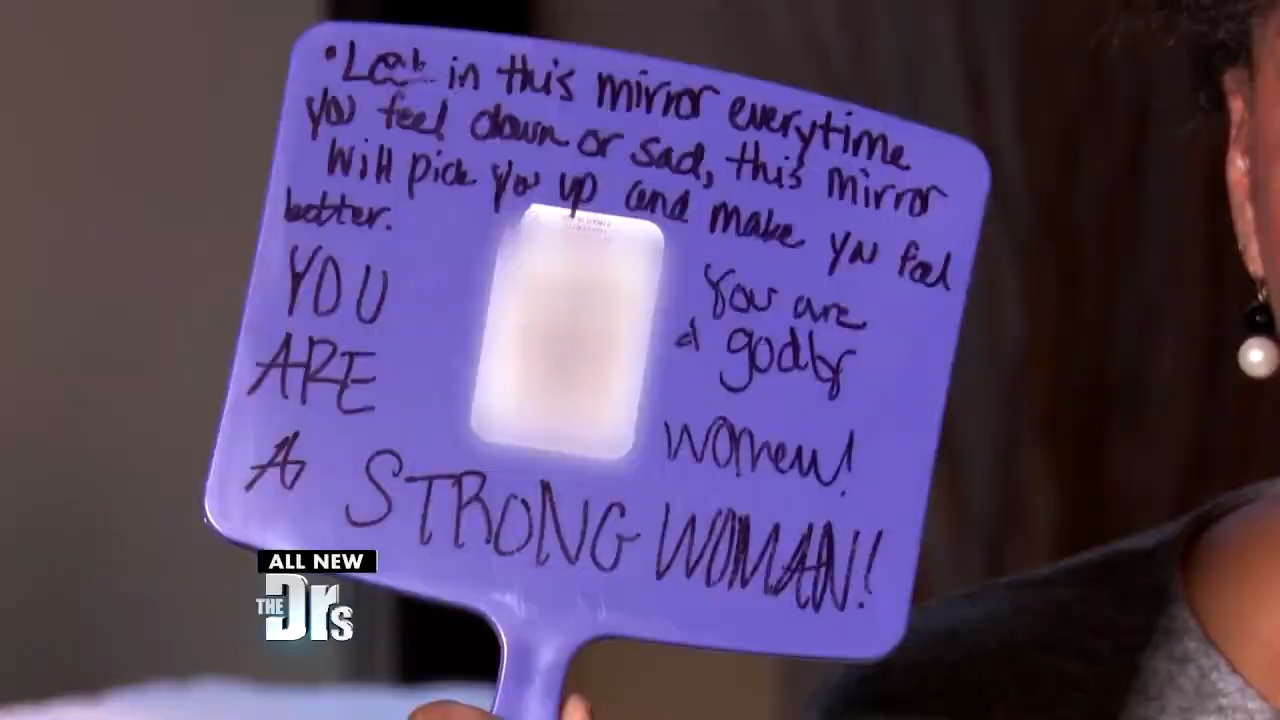 •Look in this mirror everytime
you feel down or sad, this mirror
Will pick you up and make you feel
better.
YOU
ARE
A STRONG WOMAN!
You are
a godly
women!
ALL NEW
THE Drs